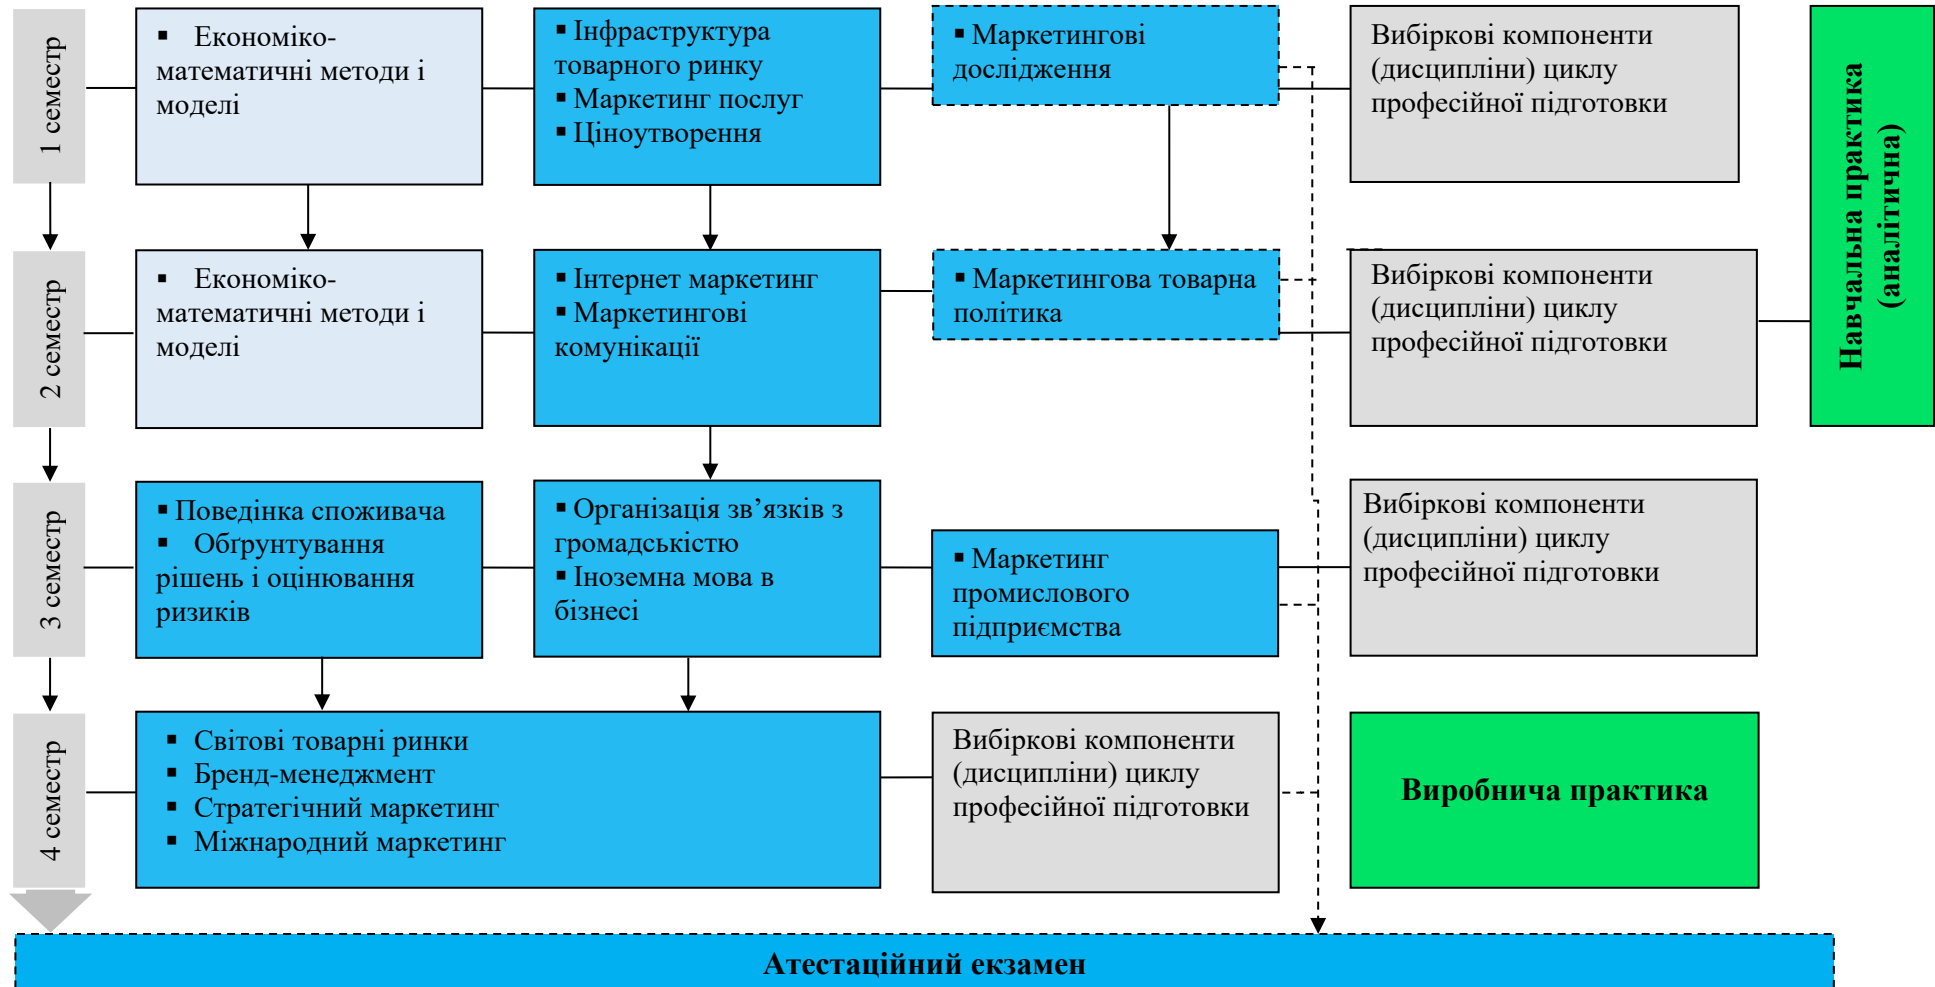 1 семестр
▪ Економіко-
математичні методи і
моделі
▪ Інфраструктура
товарного ринку
▪ Маркетинг послуг
▪ Ціноутворення
▪ Маркетингові
дослідження
Вибіркові компоненти
(дисципліни) циклу
професійної підготовки
Навчальна практика
(аналітична)
2 семестр
▪ Економіко-
математичні методи і
моделі
▪ Інтернет маркетинг
▪ Маркетингові
комунікації
▪ Маркетингова товарна
політика
Вибіркові компоненти
(дисципліни) циклу
професійної підготовки
3 семестр
▪ Поведінка споживача
▪ Обґрунтування
рішень і оцінювання
ризиків
▪ Організація зв’язків з
громадськістю
▪ Іноземна мова в
бізнесі
▪ Маркетинг
промислового
підприємства
Вибіркові компоненти
(дисципліни) циклу
професійної підготовки
4 семестр
▪ Світові товарні ринки
▪ Бренд-менеджмент
▪ Стратегічний маркетинг
▪ Міжнародний маркетинг
Вибіркові компоненти
(дисципліни) циклу
професійної підготовки
Виробнича практика
Атестаційний екзамен